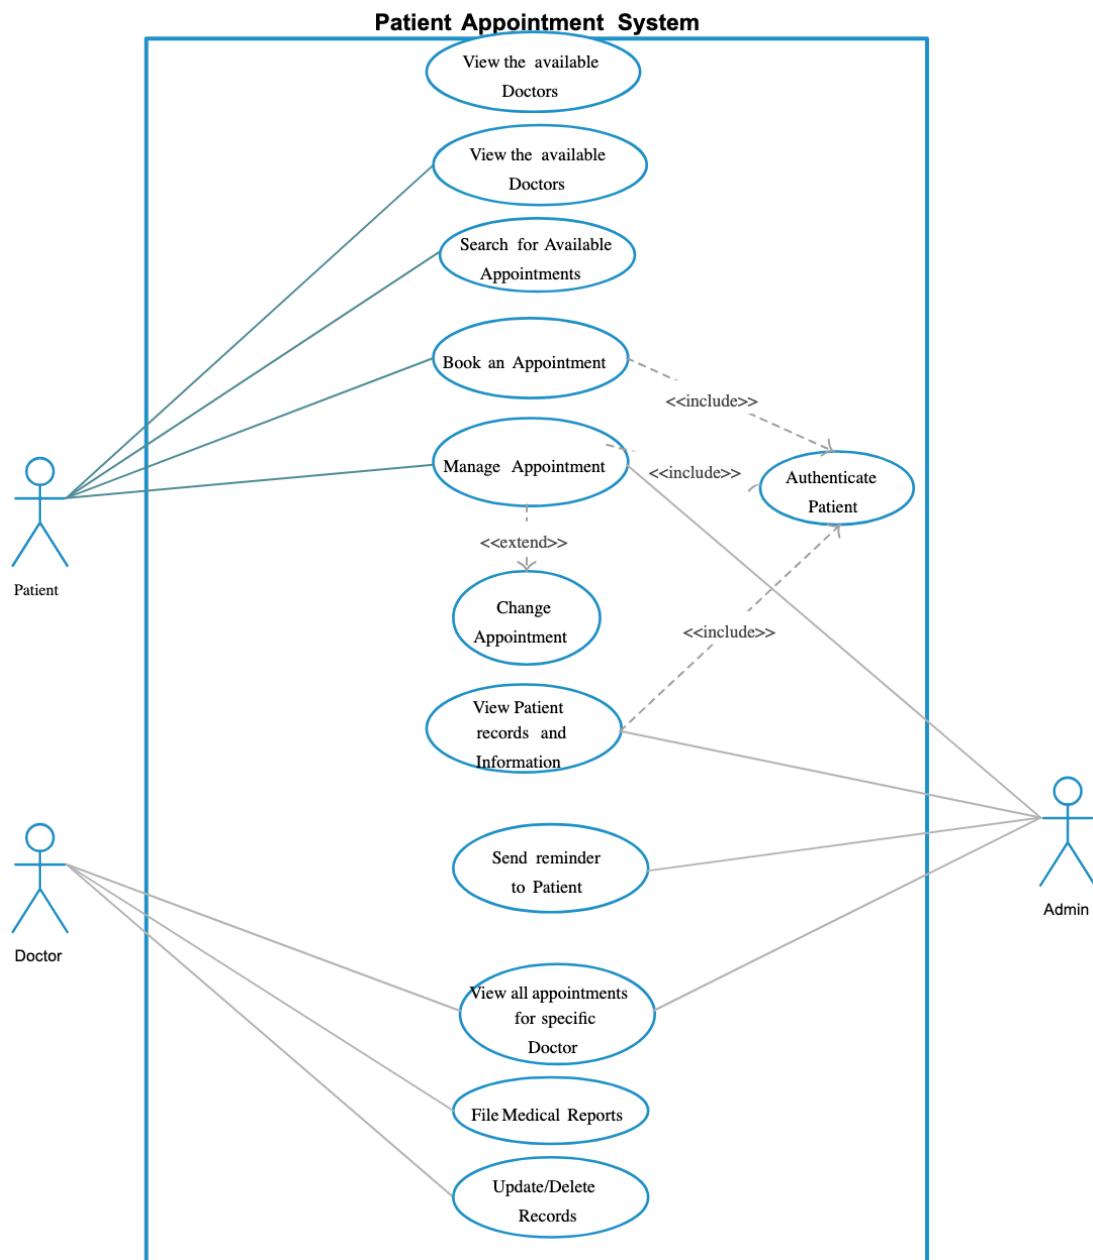 Patient Appointment System
View the available
Doctors
View the available
Doctors
Search for Available
Appointments
Book an Appointment
<<include>>
Manage Appointment
<<include>>
Authenticate
Patient
<<extend>>
Patient
Change
Appointment
<<include>>
View Patient
records and
Information
Send reminder
to Patient
Admin
Doctor
View all appointments
for specific
Doctor
File Medical Reports
Update/Delete
Records